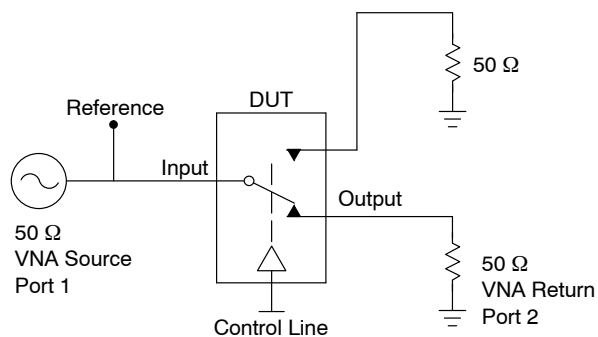 50 Ω
DUT
Reference
Input
Output
50 Ω
VNA Source
Port 1
50 Ω
VNA Return
Port 2
Control Line